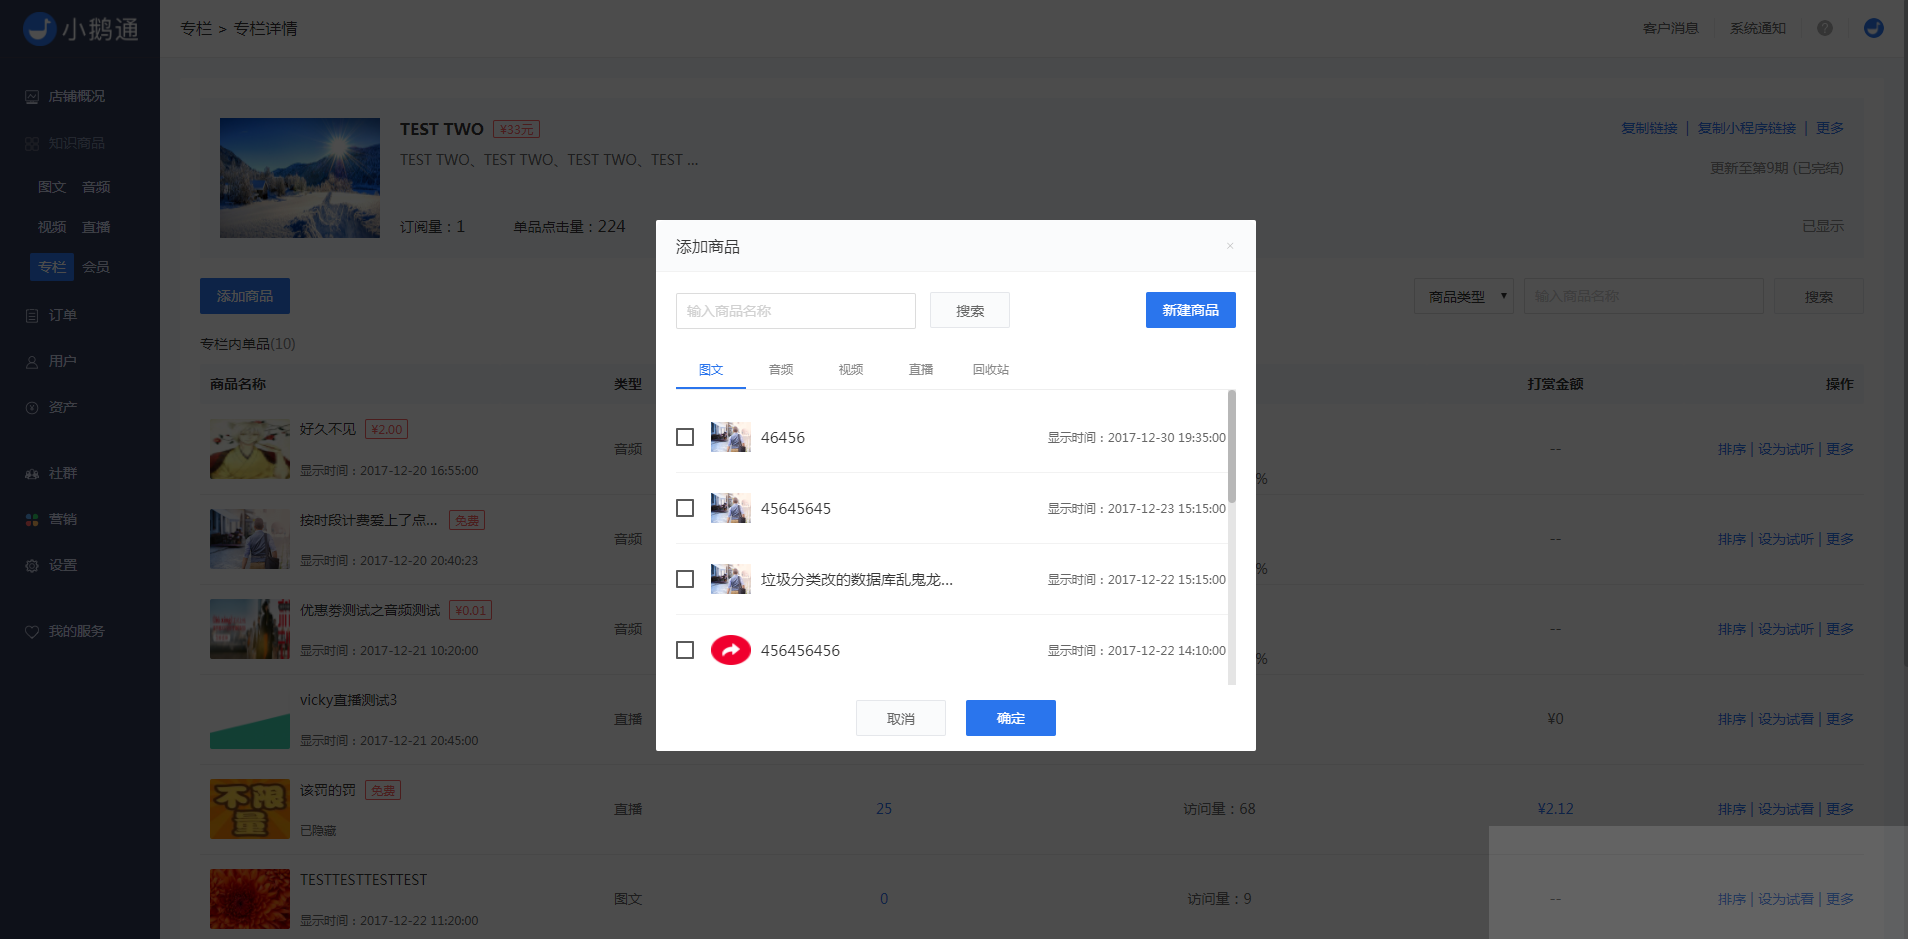 小鹅通
专栏 > 专栏详情
客户消息
系统通知
店铺概况
知识商品
图文 音频
视频 直播
专栏 会员
订单
用户
资产
社群
营销
设置
我的服务
TEST TWO ¥33元
TEST TWO、TEST TWO、TEST TWO、TEST ...
订阅量：1 单品点击量：224
复制链接 | 复制小程序链接 | 更多
更新至第9期 (已完结)
已显示
添加商品
商品类型 输入商品名称 搜索
专栏内单品(10)
商品名称 类型 打赏金额 操作
好久不见 ¥2.00
显示时间：2017-12-20 16:55:00
音频
%
-- 排序 | 设为试听 | 更多
按时段计费爱上了点... 免费
显示时间：2017-12-20 20:40:23
音频
%
-- 排序 | 设为试听 | 更多
优惠劵测试之音频测试 ¥0.01
显示时间：2017-12-21 10:20:00
音频
%
-- 排序 | 设为试听 | 更多
vicky直播测试3
显示时间：2017-12-21 20:45:00
直播
¥0 排序 | 设为试看 | 更多
不限量
该罚的罚 免费
已隐藏
直播 25 访问量：68 ¥2.12 排序 | 设为试看 | 更多
TESTTESTTESTTEST
显示时间：2017-12-22 11:20:00
图文 0 访问量：9 -- 排序 | 设为试看 | 更多
添加商品 ×
输入商品名称 搜索 新建商品
图文 音频 视频 直播 回收站
46456 显示时间：2017-12-30 19:35:00
45645645 显示时间：2017-12-23 15:15:00
垃圾分类改的数据库乱鬼龙... 显示时间：2017-12-22 15:15:00
456456456 显示时间：2017-12-22 14:10:00
取消 确定